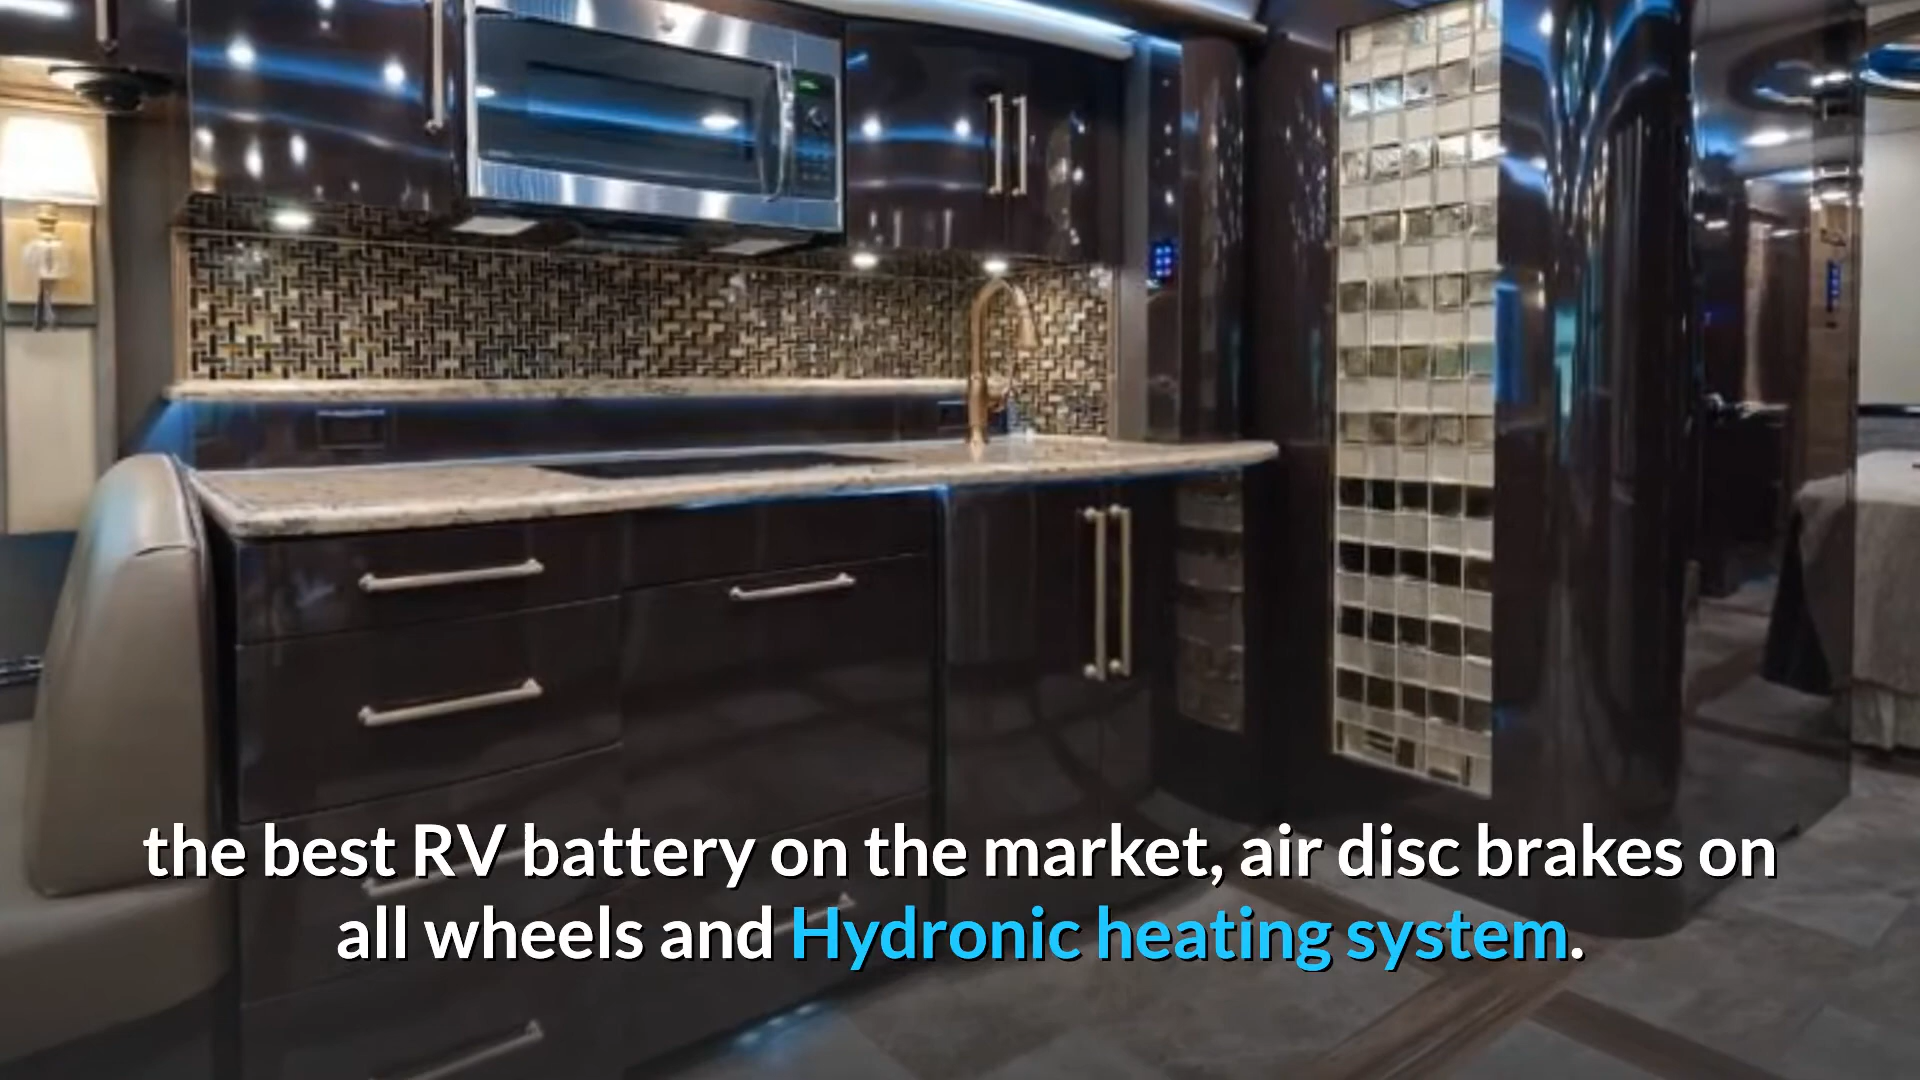 the best RV battery on the market, air disc brakes on
all wheels and Hydronic heating system.